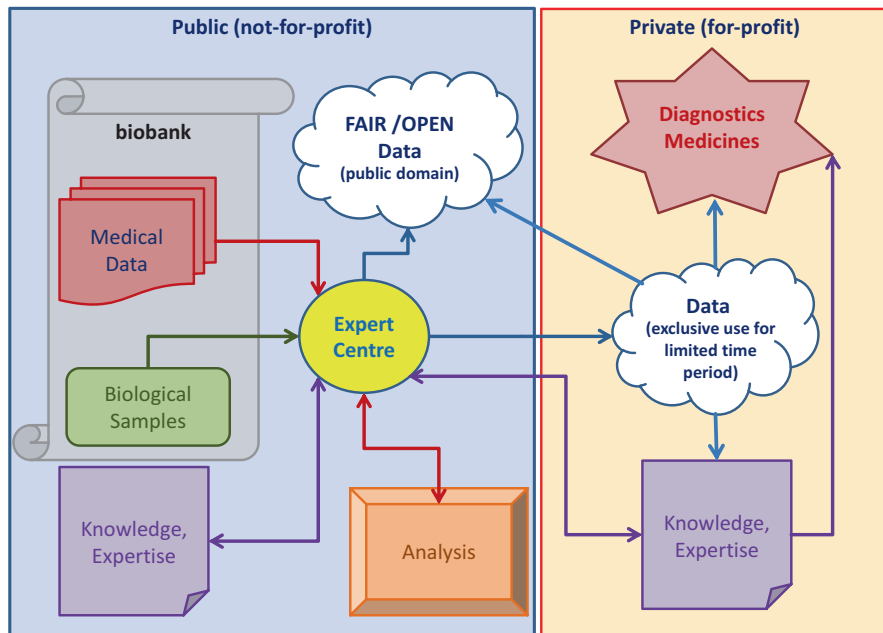 Public (not-for-profit)
biobank
FAIR /OPEN
Data
(public domain)
Medical
Data
Expert
Centre
Biological
Samples
Knowledge,
Expertise
Analysis
Private (for-profit)
Diagnostics
Medicines
Data
(exclusive use for
limited time
period)
Knowledge,
Expertise